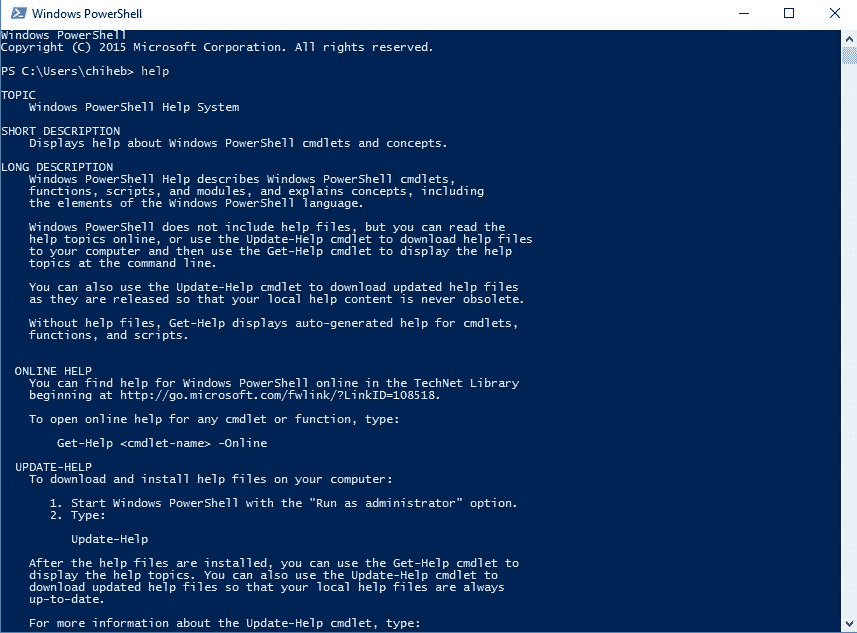 Windows PowerShell
Windows PowerShell
Copyright (C) 2015 Microsoft Corporation. All rights reserved.
PS C:\Users\chiheb> help
TOPIC
Windows PowerShell Help System
SHORT DESCRIPTION
Displays help about Windows PowerShell cmdlets and concepts.
LONG DESCRIPTION
Windows PowerShell Help describes Windows PowerShell cmdlets,
functions, scripts, and modules, and explains concepts, including
the elements of the Windows PowerShell language.
Windows PowerShell does not include help files, but you can read the
help topics online, or use the Update-Help cmdlet to download help files
to your computer and then use the Get-Help cmdlet to display the help
topics at the command line.
You can also use the Update-Help cmdlet to download updated help files
as they are released so that your local help content is never obsolete.
Without help files, Get-Help displays auto-generated help for cmdlets,
functions, and scripts.
ONLINE HELP
You can find help for Windows PowerShell online in the TechNet Library
beginning at http://go.microsoft.com/fwlink/?LinkID=108518.
To open online help for any cmdlet or function, type:
Get-Help <cmdlet-name> -Online
UPDATE-HELP
To download and install help files on your computer:
1. Start Windows PowerShell with the "Run as administrator" option.
2. Type:
Update-Help
After the help files are installed, you can use the Get-Help cmdlet to
display the help topics. You can also use the Update-Help cmdlet to
download updated help files so that your local help files are always
up-to-date.
For more information about the Update-Help cmdlet, type: